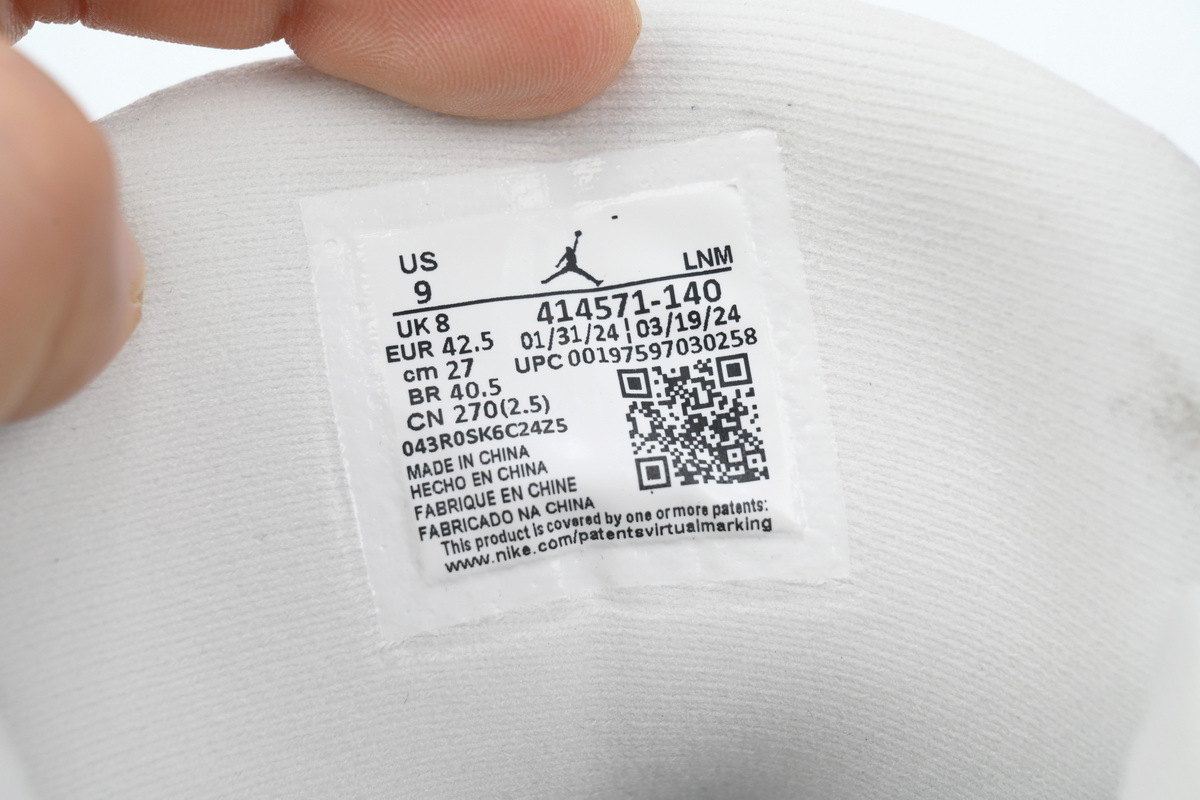 US LNM
9
UK 8 414571-140
EUR 42.5 01/31/24 | 03/19/24
cm 27 UPC 00197597030258
BR 40.5
CN 270(2.5)
043R0SK6C24Z5
MADE IN CHINA
HECHO EN CHINA
FABRIQUE EN CHINE
FABRICADO NA CHINA
This product is covered by one or more patents:
www.nike.com/patentsvirtualmarking